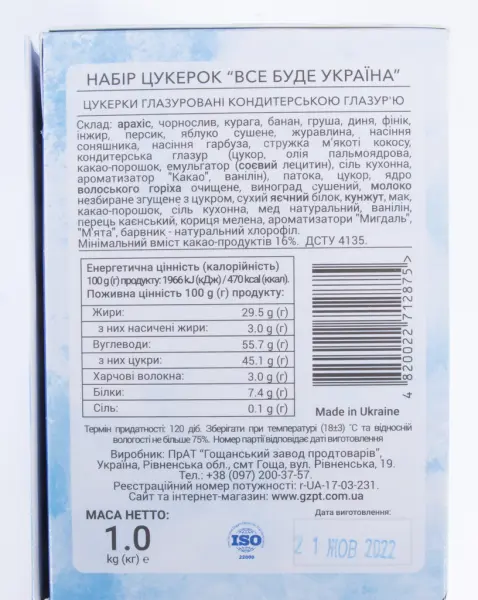 НАБІР ЦУКЕРОК "ВСЕ БУДЕ УКРАЇНА"
ЦУКЕРКИ ГЛАЗУРОВАНІ КОНДИТЕРСЬКОЮ ГЛАЗУР'Ю
Склад: арахіс, чорнослив, курага, банан, груша, диня, фінік,
інжир, персик, яблуко сушене, журавлина, насіння
соняшника, насіння гарбуза, стружка м'якоті кокосу,
кондитерська глазур (цукор, олія пальмоядрова,
какао-порошок, емульгатор (соєвий лецитин), сіль кухонна,
ароматизатор "Какао", ванілін), патока, цукор, ядро
волоського горіха очищене, виноград сушений, молоко
незбиране згущене з цукром, сухий яєчний білок, кунжут, мак,
какао-порошок, сіль кухонна, мед натуральний, ванілін,
перець каєнський, кориця мелена, ароматизатори "Мигдаль",
"М'ята", барвник - натуральний хлорофіл.
Мінімальний вміст какао-продуктів 16%. ДСТУ 4135.
Енергетична цінність (калорійність)
100 g (г) продукту: 1966 kJ (кДж) / 470 kcal (ккал).
Поживна цінність 100 g (г) продукту:
Жири: 29.5 g (г)
з них насичені жири: 3.0 g (г)
Вуглеводи: 55.7 g (г)
з них цукри: 45.1 g (г)
Харчові волокна: 3.0 g (г)
Білки: 7.4 g (г)
Сіль: 0.1 g (г)
4 820022 712875 >
Made in Ukraine
Термін придатності: 120 діб. Зберігати при температурі (18±3) °С та відносній
вологості не більше 75%. Номер партії відповідає даті виготовлення
Виробник: ПрАТ "Гощанський завод продтоварів",
Україна, Рівненська обл., смт Гоща, вул. Рівненська, 19.
Тел.: +38 (097) 200-37-57.
Реєстраційний номер потужності: r-UA-17-03-231.
Сайт та інтернет-магазин: www.gzpt.com.ua
МАСА НЕТТО:
1.0
kg (кг) e
ISO
22000
Дата виготовлення:
21 ЖОВ 2022